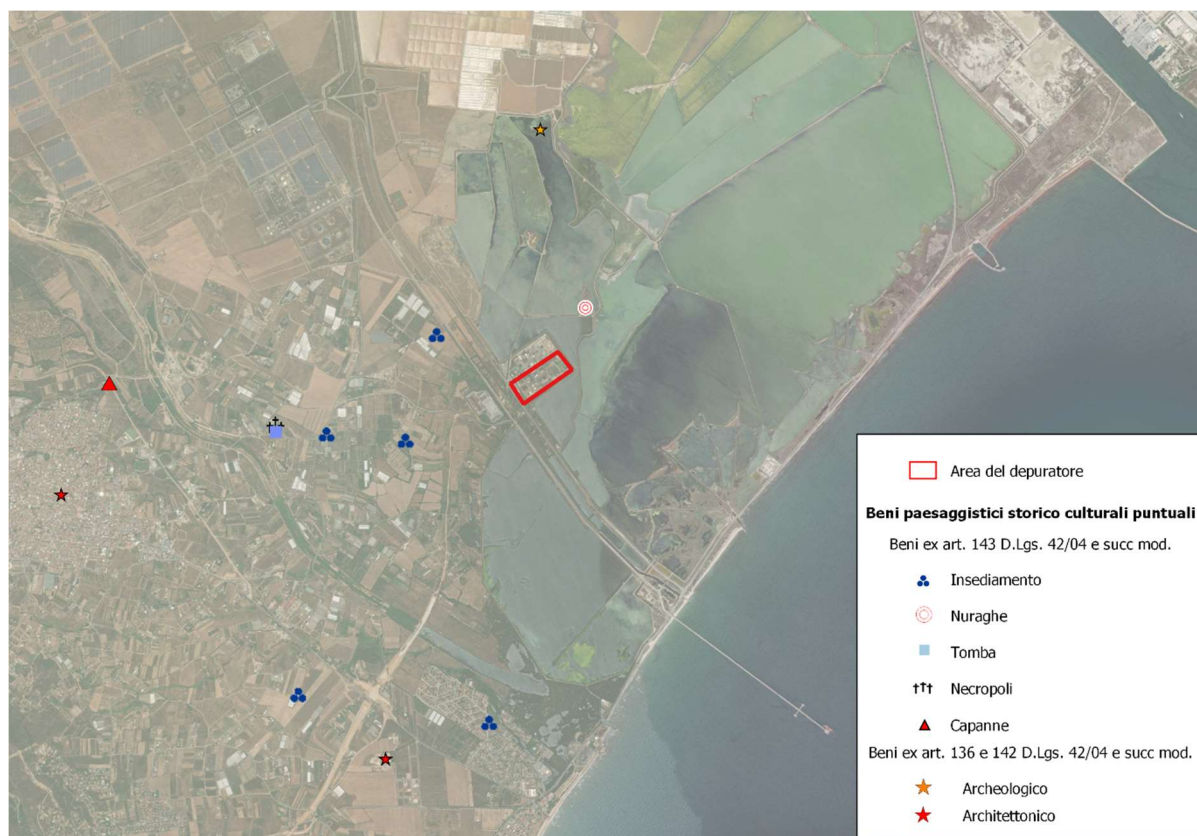 Area del depuratore
Beni paesaggistici storico culturali puntuali
Beni ex art. 143 D.Lgs. 42/04 e succ mod.
Insediamento
Nuraghe
Tomba
Necropoli
Capanne
Beni ex art. 136 e 142 D.Lgs. 42/04 e succ mod.
Archeologico
Architettonico